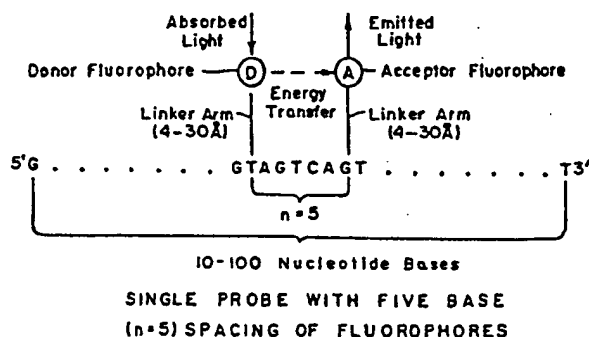 Absorbed Light
Emitted Light
Donor Fluorophore
D
A
Acceptor Fluorophore
Energy Transfer
Linker Arm (4-30Å)
Linker Arm (4-30Å)
5'G . . . . . . . GTAGTCAGT . . . . . . . T3'
n=5
10-100 Nucleotide Bases
SINGLE PROBE WITH FIVE BASE
(n=5) SPACING OF FLUOROPHORES